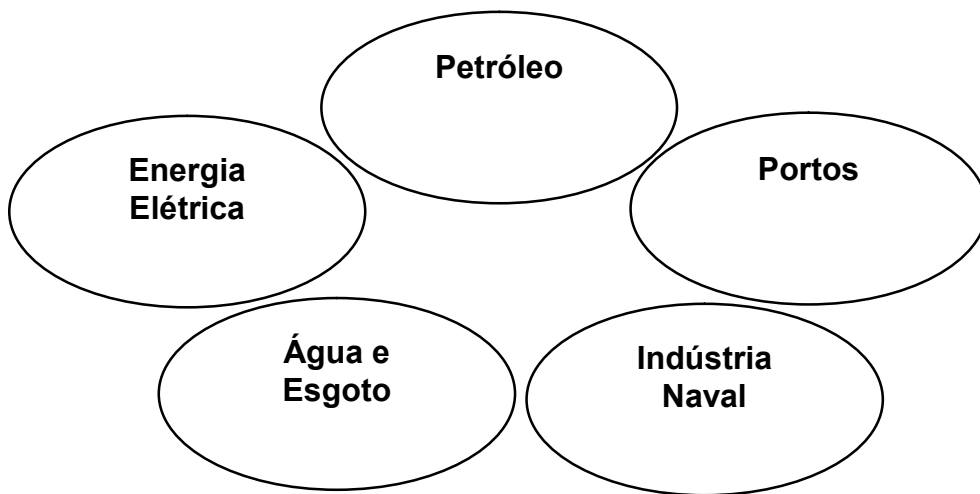 Petróleo
Energia
Elétrica
Portos
Água e
Esgoto
Indústria
Naval